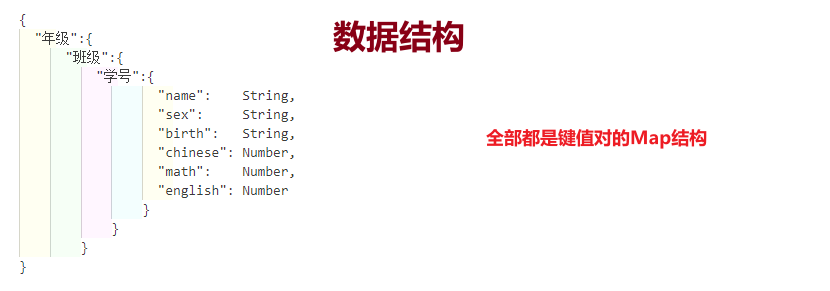 数据结构
{
"年级":{
"班级":{
"学号":{
"name": String,
"sex": String,
"birth": String,
"chinese": Number,
"math": Number,
"english": Number
}
}
}
}
全部都是键值对的Map结构